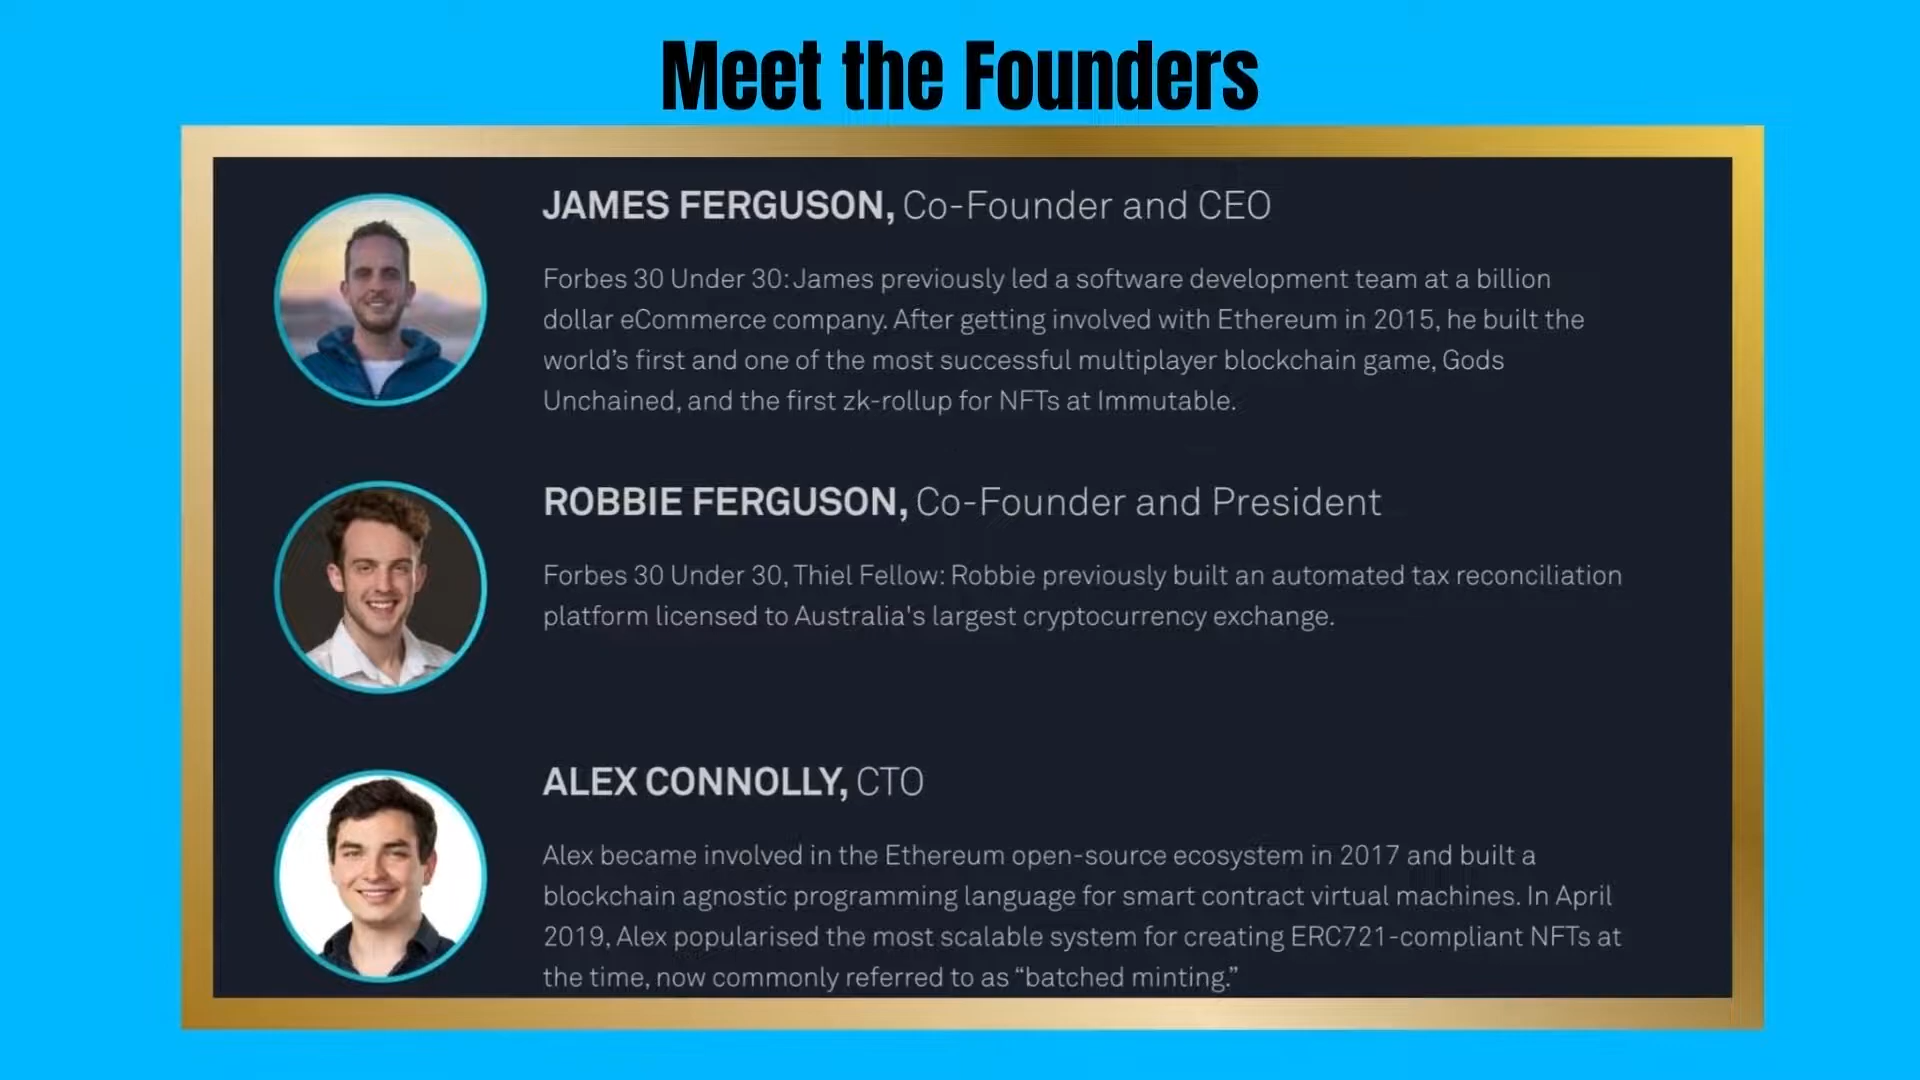 Meet the Founders
JAMES FERGUSON, Co-Founder and CEO
Forbes 30 Under 30: James previously led a software development team at a billion
dollar eCommerce company. After getting involved with Ethereum in 2015, he built the
world’s first and one of the most successful multiplayer blockchain game, Gods
Unchained, and the first zk-rollup for NFTs at Immutable.
ROBBIE FERGUSON, Co-Founder and President
Forbes 30 Under 30, Thiel Fellow: Robbie previously built an automated tax reconciliation
platform licensed to Australia's largest cryptocurrency exchange.
ALEX CONNOLLY, CTO
Alex became involved in the Ethereum open-source ecosystem in 2017 and built a
blockchain agnostic programming language for smart contract virtual machines. In April
2019, Alex popularised the most scalable system for creating ERC721-compliant NFTs at
the time, now commonly referred to as “batched minting.”